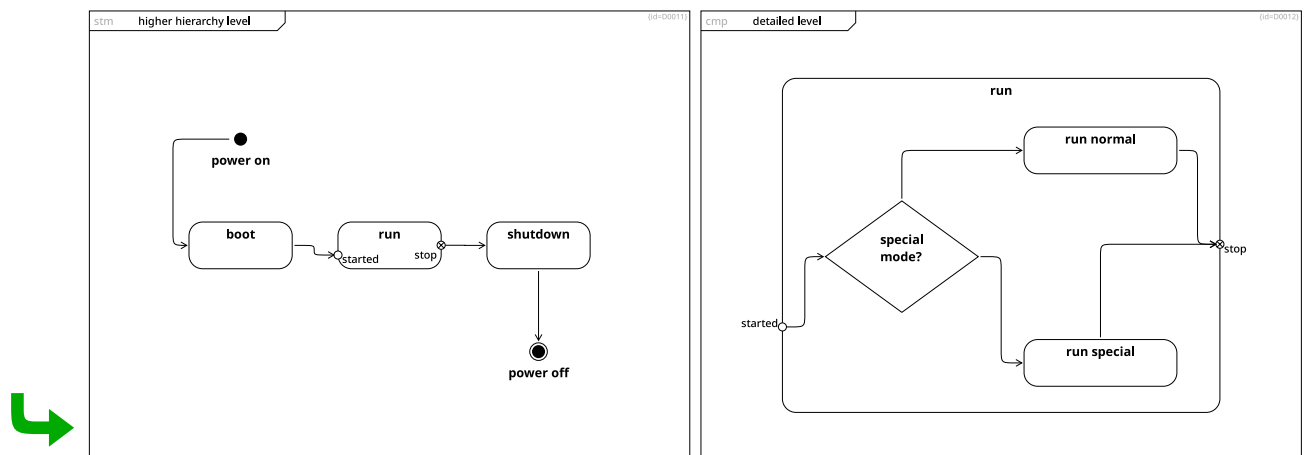 stm higher hierarchy level {id=D0011}
power on
boot
run
started
stop
shutdown
power off
cmp detailed level {id=D0012}
run
run normal
special
mode?
stop
started
run special